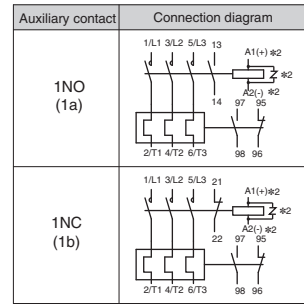 Auxiliary contact Connection diagram
1NO
(1a)
1/L1 3/L2 5/L3 13
A1(+) *2
*2
A2(-) *2
14 97 95
2/T1 4/T2 6/T3 98 96
1NC
(1b)
1/L1 3/L2 5/L3 21
A1(+) *2
*2
A2(-) *2
22 97 95
2/T1 4/T2 6/T3 98 96